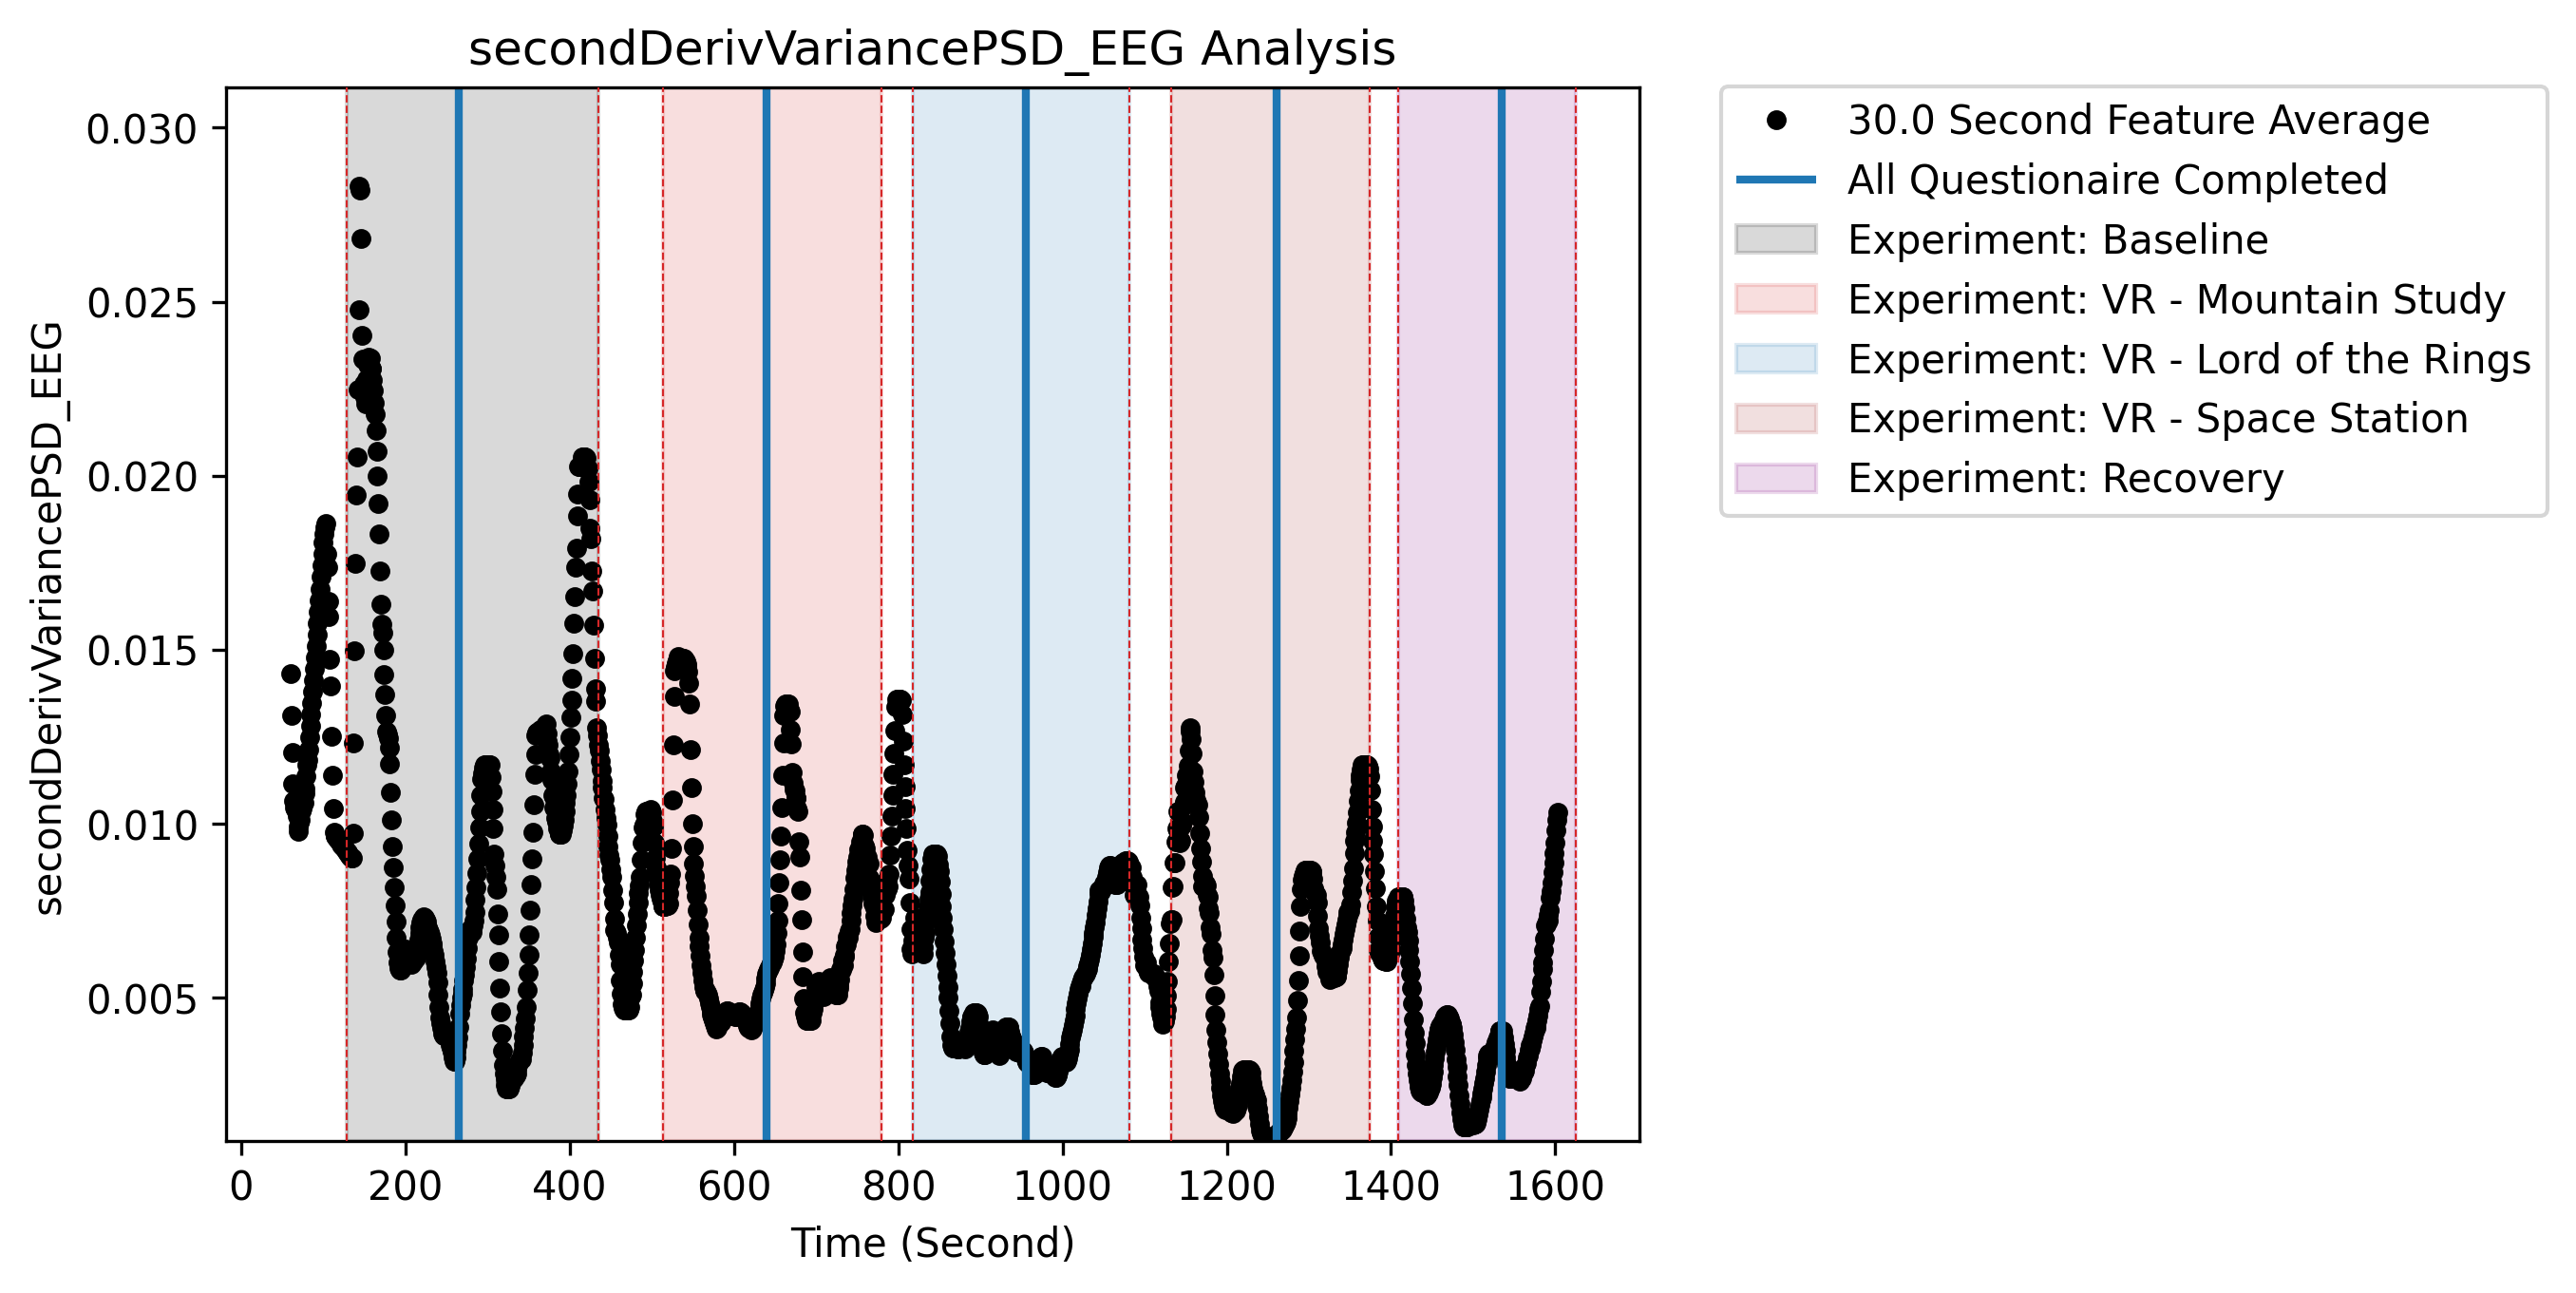 secondDerivVariancePSD_EEG Analysis
secondDerivVariancePSD_EEG
0.030
0.025
0.020
0.015
0.010
0.005
0 200 400 600 800 1000 1200 1400 1600
Time (Second)
30.0 Second Feature Average
All Questionaire Completed
Experiment: Baseline
Experiment: VR - Mountain Study
Experiment: VR - Lord of the Rings
Experiment: VR - Space Station
Experiment: Recovery